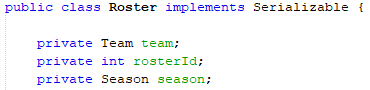 public class Roster implements Serializable {
private Team team;
private int rosterId;
private Season season;